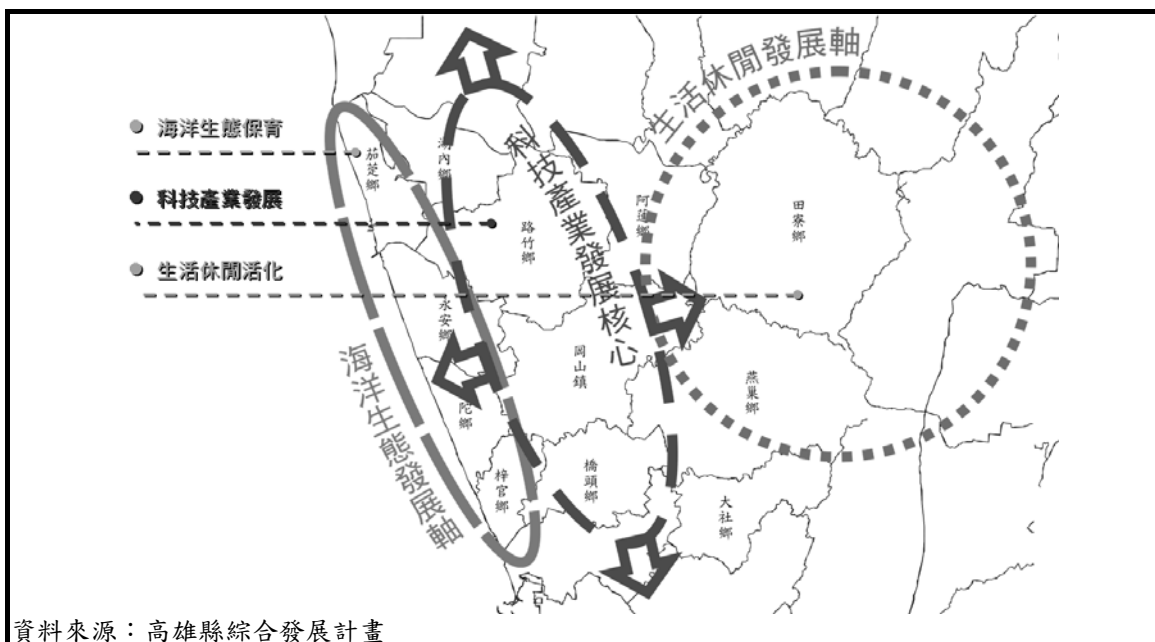 生活休閒發展軸
海洋生態保育
科技產業發展
生活休閒活化
茄萣鄉
湖內鄉
科技產業發展核心
路竹鄉
阿蓮鄉
田寮鄉
永安鄉
岡山鎮
燕巢鄉
陀鄉
海洋生態發展軸
梓官鄉
橋頭鄉
大社鄉
資料來源：高雄縣綜合發展計畫